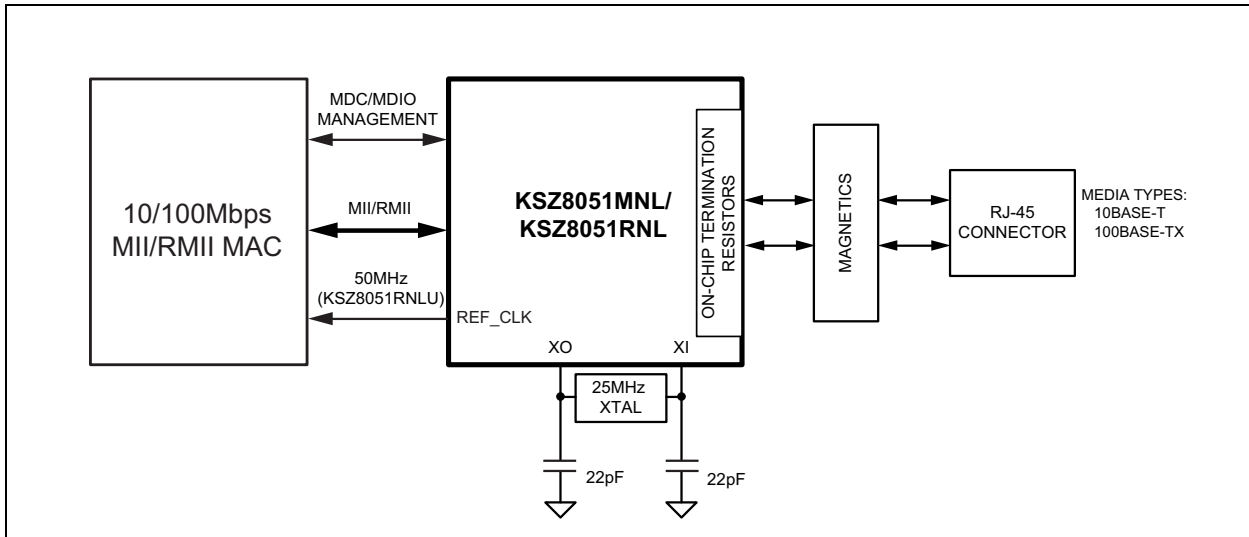 MDC/MDIO
MANAGEMENT
10/100Mbps
MII/RMII MAC
MII/RMII
50MHz
(KSZ8051RNLU)
REF_CLK
KSZ8051MNL/
KSZ8051RNL
XO
XI
ON-CHIP TERMINATION
RESISTORS
MAGNETICS
RJ-45
CONNECTOR
MEDIA TYPES:
10BASE-T
100BASE-TX
25MHz
XTAL
22pF
22pF